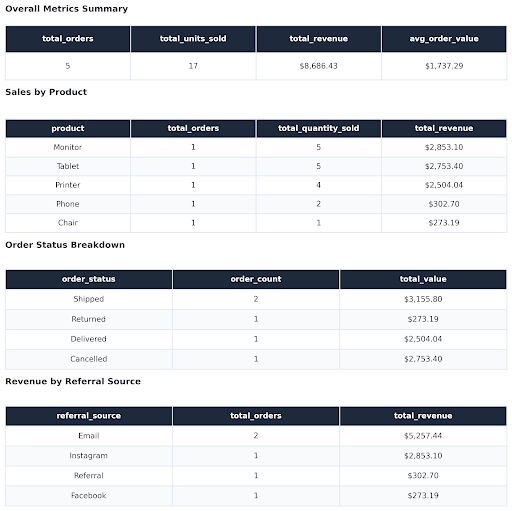 Overall Metrics Summary
total_orders total_units_sold total_revenue avg_order_value
5 17 $8,686.43 $1,737.29
Sales by Product
product total_orders total_quantity_sold total_revenue
Monitor 1 5 $2,853.10
Tablet 1 5 $2,753.40
Printer 1 4 $2,504.04
Phone 1 2 $302.70
Chair 1 1 $273.19
Order Status Breakdown
order_status order_count total_value
Shipped 2 $3,155.80
Returned 1 $273.19
Delivered 1 $2,504.04
Cancelled 1 $2,753.40
Revenue by Referral Source
referral_source total_orders total_revenue
Email 2 $5,257.44
Instagram 1 $2,853.10
Referral 1 $302.70
Facebook 1 $273.19